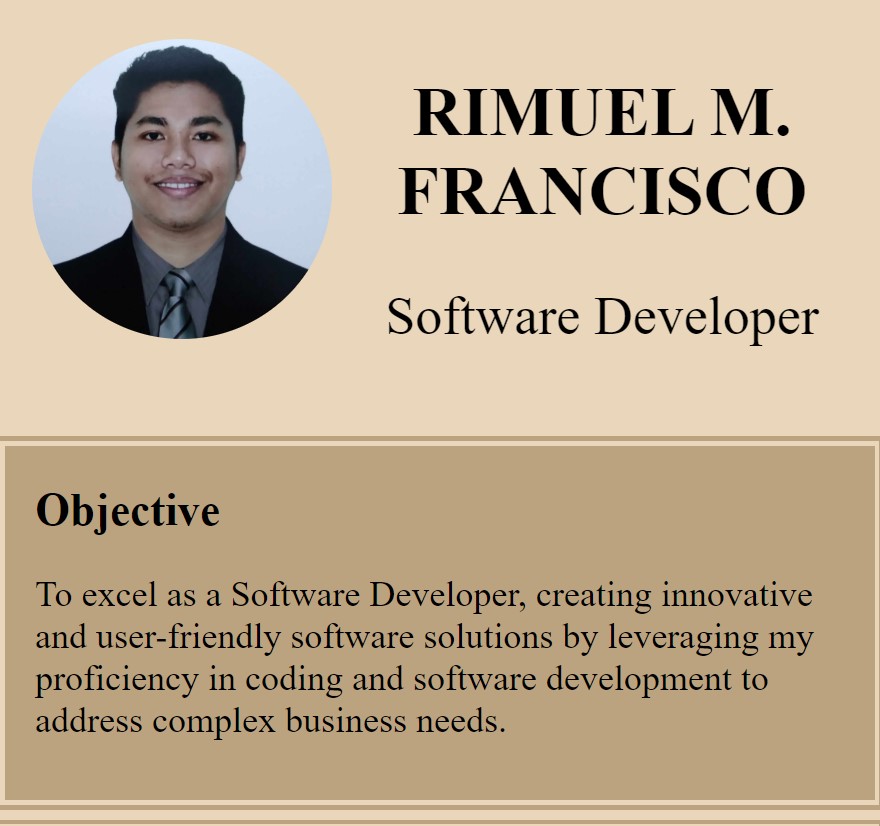 RIMUEL M.
FRANCISCO
Software Developer
Objective
To excel as a Software Developer, creating innovative
and user-friendly software solutions by leveraging my
proficiency in coding and software development to
address complex business needs.